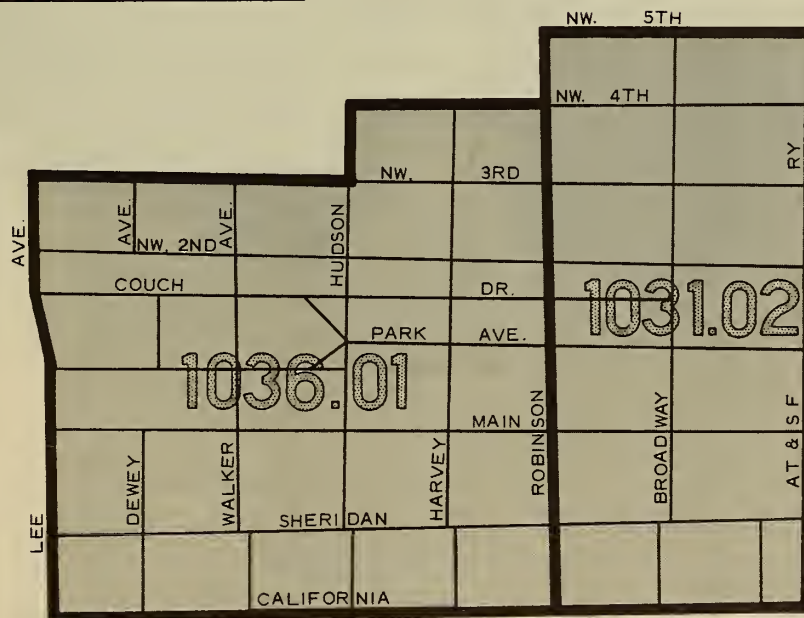 NW. 5TH
NW. 4TH
NW. 3RD
RY
AVE.
AVE.
AVE.
NW. 2ND
HUDSON
COUCH DR.
1031.02
PARK AVE.
1036.01
MAIN
ROBINSON
BROADWAY
AT & SF
DEWEY
WALKER
HARVEY
LEE
SHERIDAN
CALIFORNIA